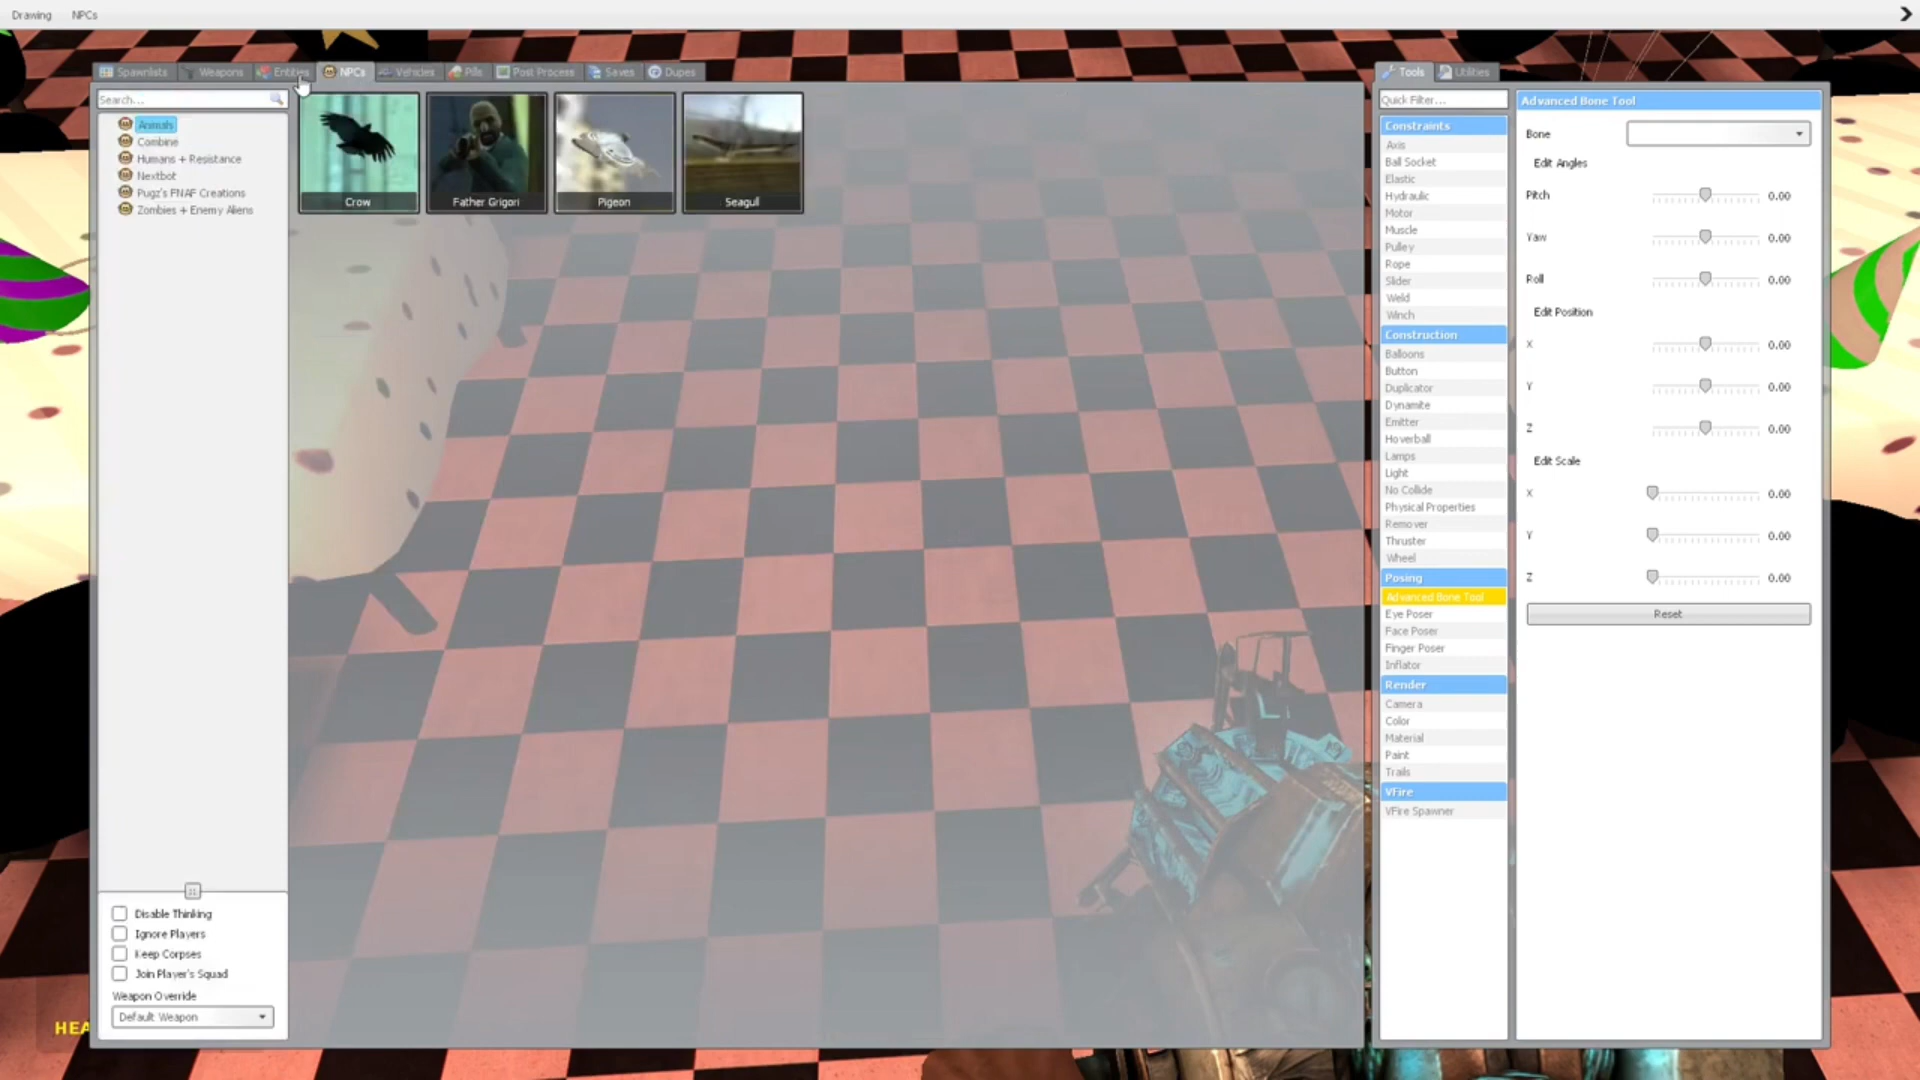 Drawing NPCs
Spawnlists Weapons Entities NPCs Vehicles Pills Post Process Saves Dupes
Search...
Animals
Combine
Humans + Resistance
Nextbot
Pugz's FNAF Creations
Zombies + Enemy Aliens
Crow Father Grigori Pigeon Seagull
Disable Thinking
Ignore Players
Keep Corpses
Join Player's Squad
Weapon Override
Default Weapon
HEA
Tools Utilities
Quick Filter...
Constraints
Axis
Ball Socket
Elastic
Hydraulic
Motor
Muscle
Pulley
Rope
Slider
Weld
Winch
Construction
Balloons
Button
Duplicator
Dynamite
Emitter
Hoverball
Lamps
Light
No Collide
Physical Properties
Remover
Thruster
Wheel
Posing
Advanced Bone Tool
Eye Poser
Face Poser
Finger Poser
Inflator
Render
Camera
Color
Material
Paint
Trails
VFire
VFire Spawner
Advanced Bone Tool
Bone
Edit Angles
Pitch 0.00
Yaw 0.00
Roll 0.00
Edit Position
X 0.00
Y 0.00
Z 0.00
Edit Scale
X 0.00
Y 0.00
Z 0.00
Reset